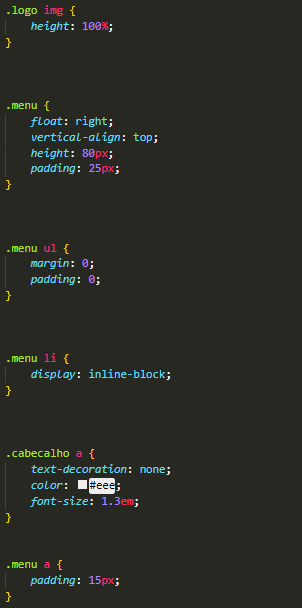 .logo img {
height: 100%;
}
.menu {
float: right;
vertical-align: top;
height: 80px;
padding: 25px;
}
.menu ul {
margin: 0;
padding: 0;
}
.menu li {
display: inline-block;
}
.cabecalho a {
text-decoration: none;
color: #eee;
font-size: 1.3em;
}
.menu a {
padding: 15px;
}